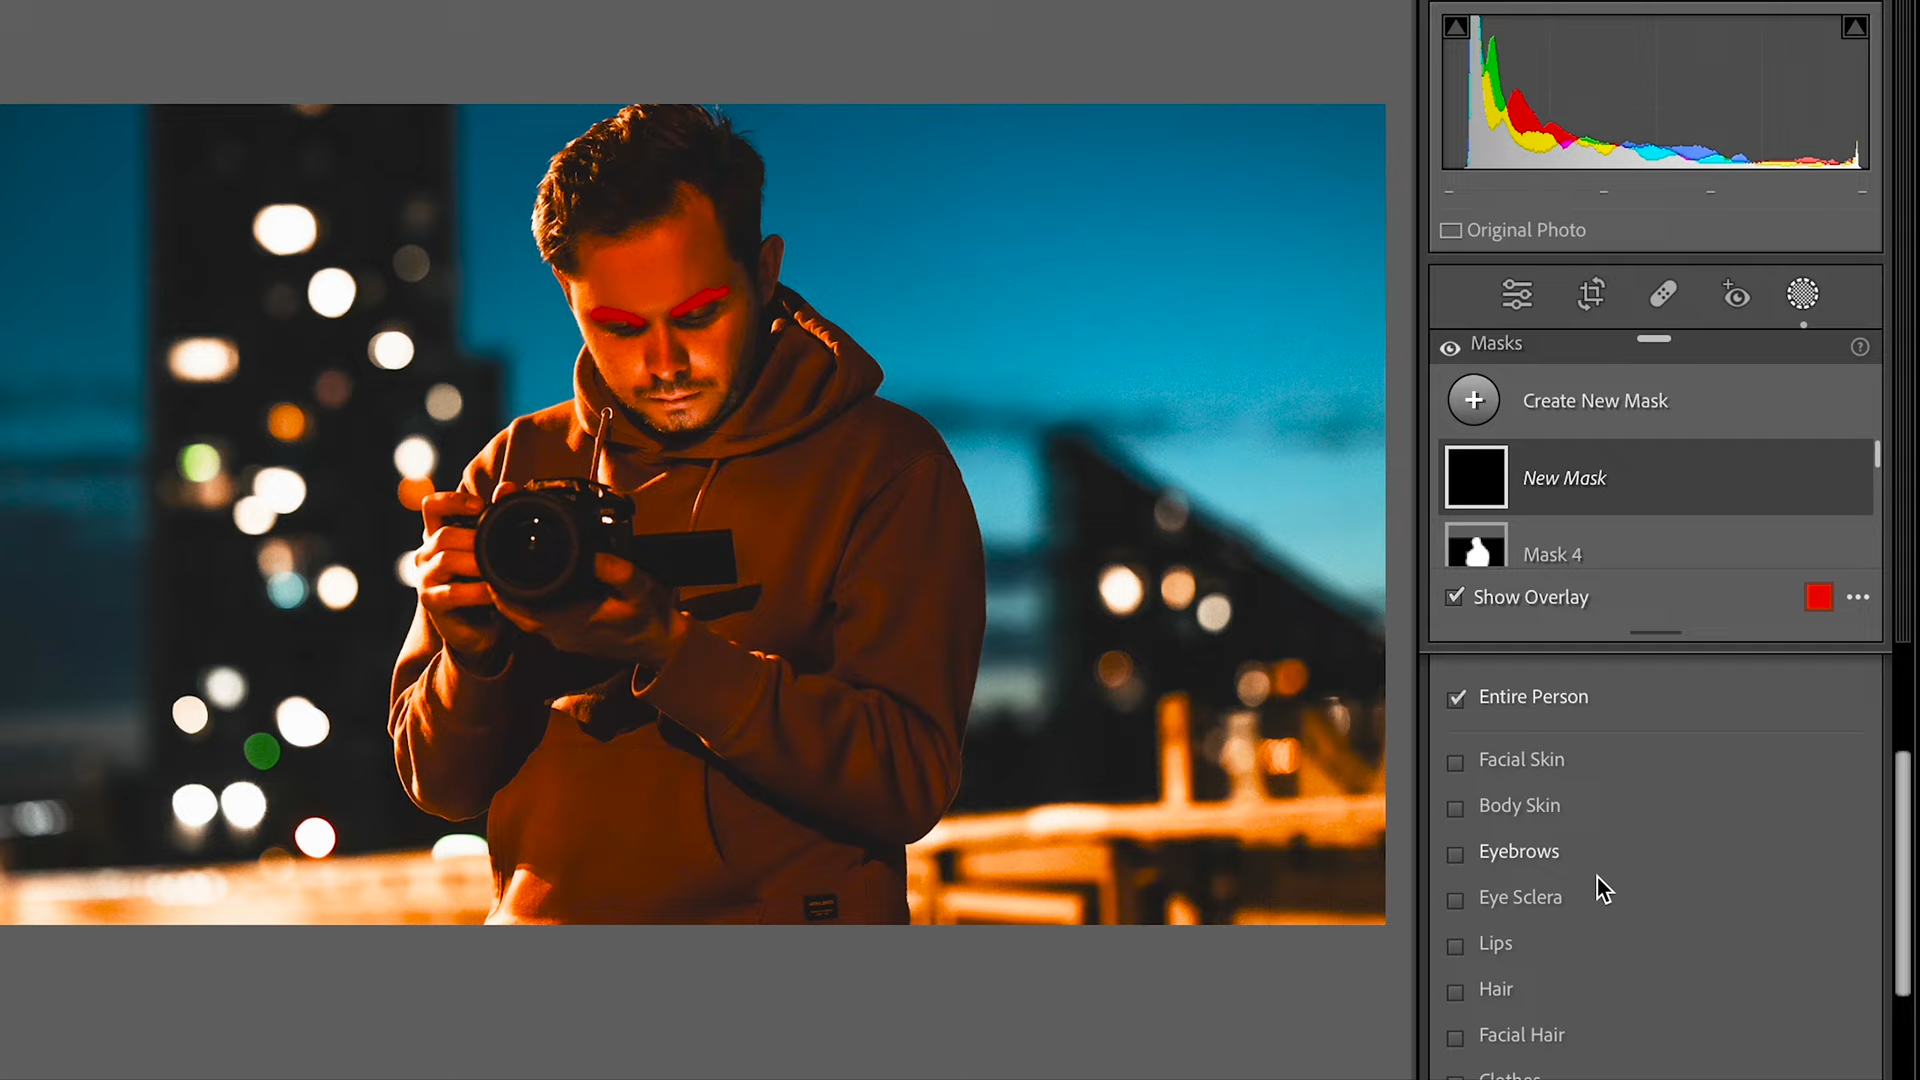 Original Photo
Masks
Create New Mask
New Mask
Mask 4
Show Overlay
Entire Person
Facial Skin
Body Skin
Eyebrows
Eye Sclera
Lips
Hair
Facial Hair
Clothes